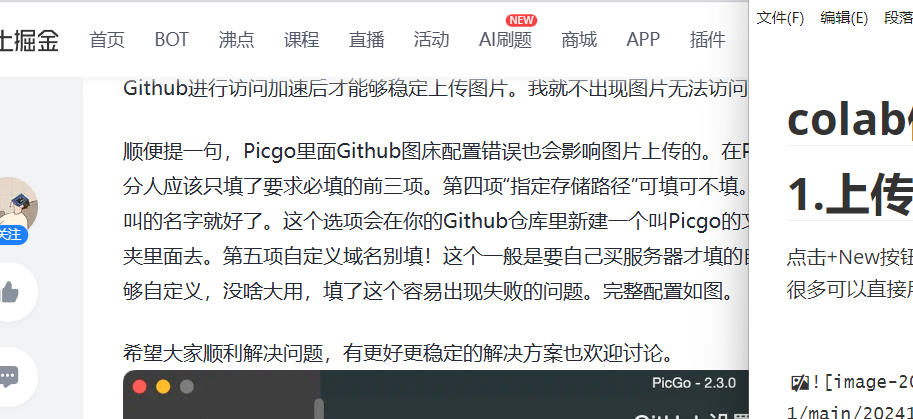 土掘金 首页 BOT 沸点 课程 直播 活动 AI刷题 NEW 商城 APP 插件
Github进行访问加速后才能够稳定上传图片。我就不出现图片无法访问
顺便提一句，Picgo里面Github图床配置错误也会影响图片上传的。在P
分人应该只填了要求必填的前三项。第四项“指定存储路径”可填可不填。
叫的名字就好了。这个选项会在你的Github仓库里新建一个叫Picgo的文
夹里面去。第五项自定义域名别填！这个一般是要自己买服务器才填的自
够自定义，没啥大用，填了这个容易出现失败的问题。完整配置如图。
希望大家顺利解决问题，有更好更稳定的解决方案也欢迎讨论。
PicGo - 2.3.0
关注
文件(F) 编辑(E) 段落
colab
1.上传
点击+New按钮
很多可以直接用
![image-20
1/main/20241